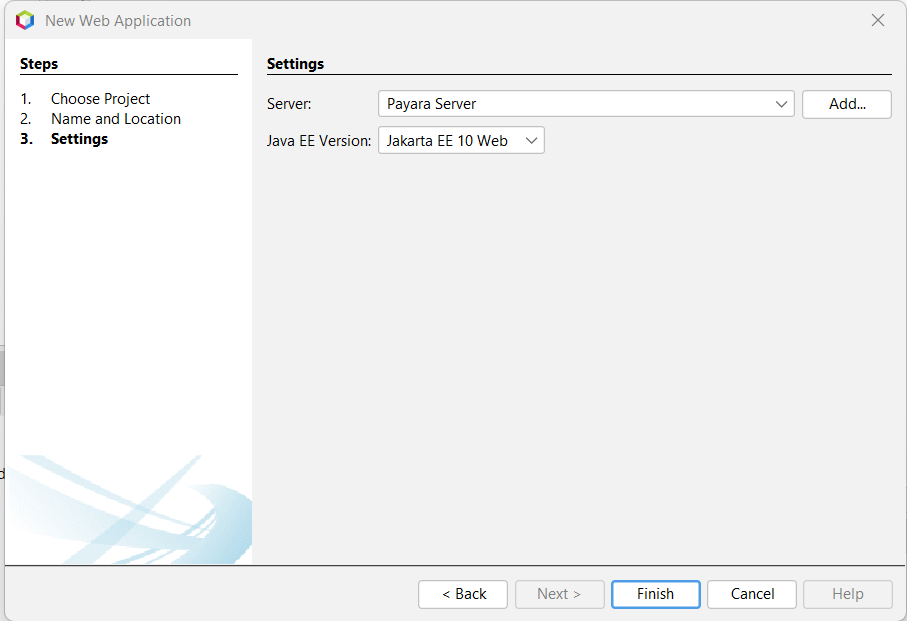 New Web Application
Steps
1. Choose Project
2. Name and Location
3. Settings
Settings
Server: Payara Server Add...
Java EE Version: Jakarta EE 10 Web
d
< Back Next > Finish Cancel Help